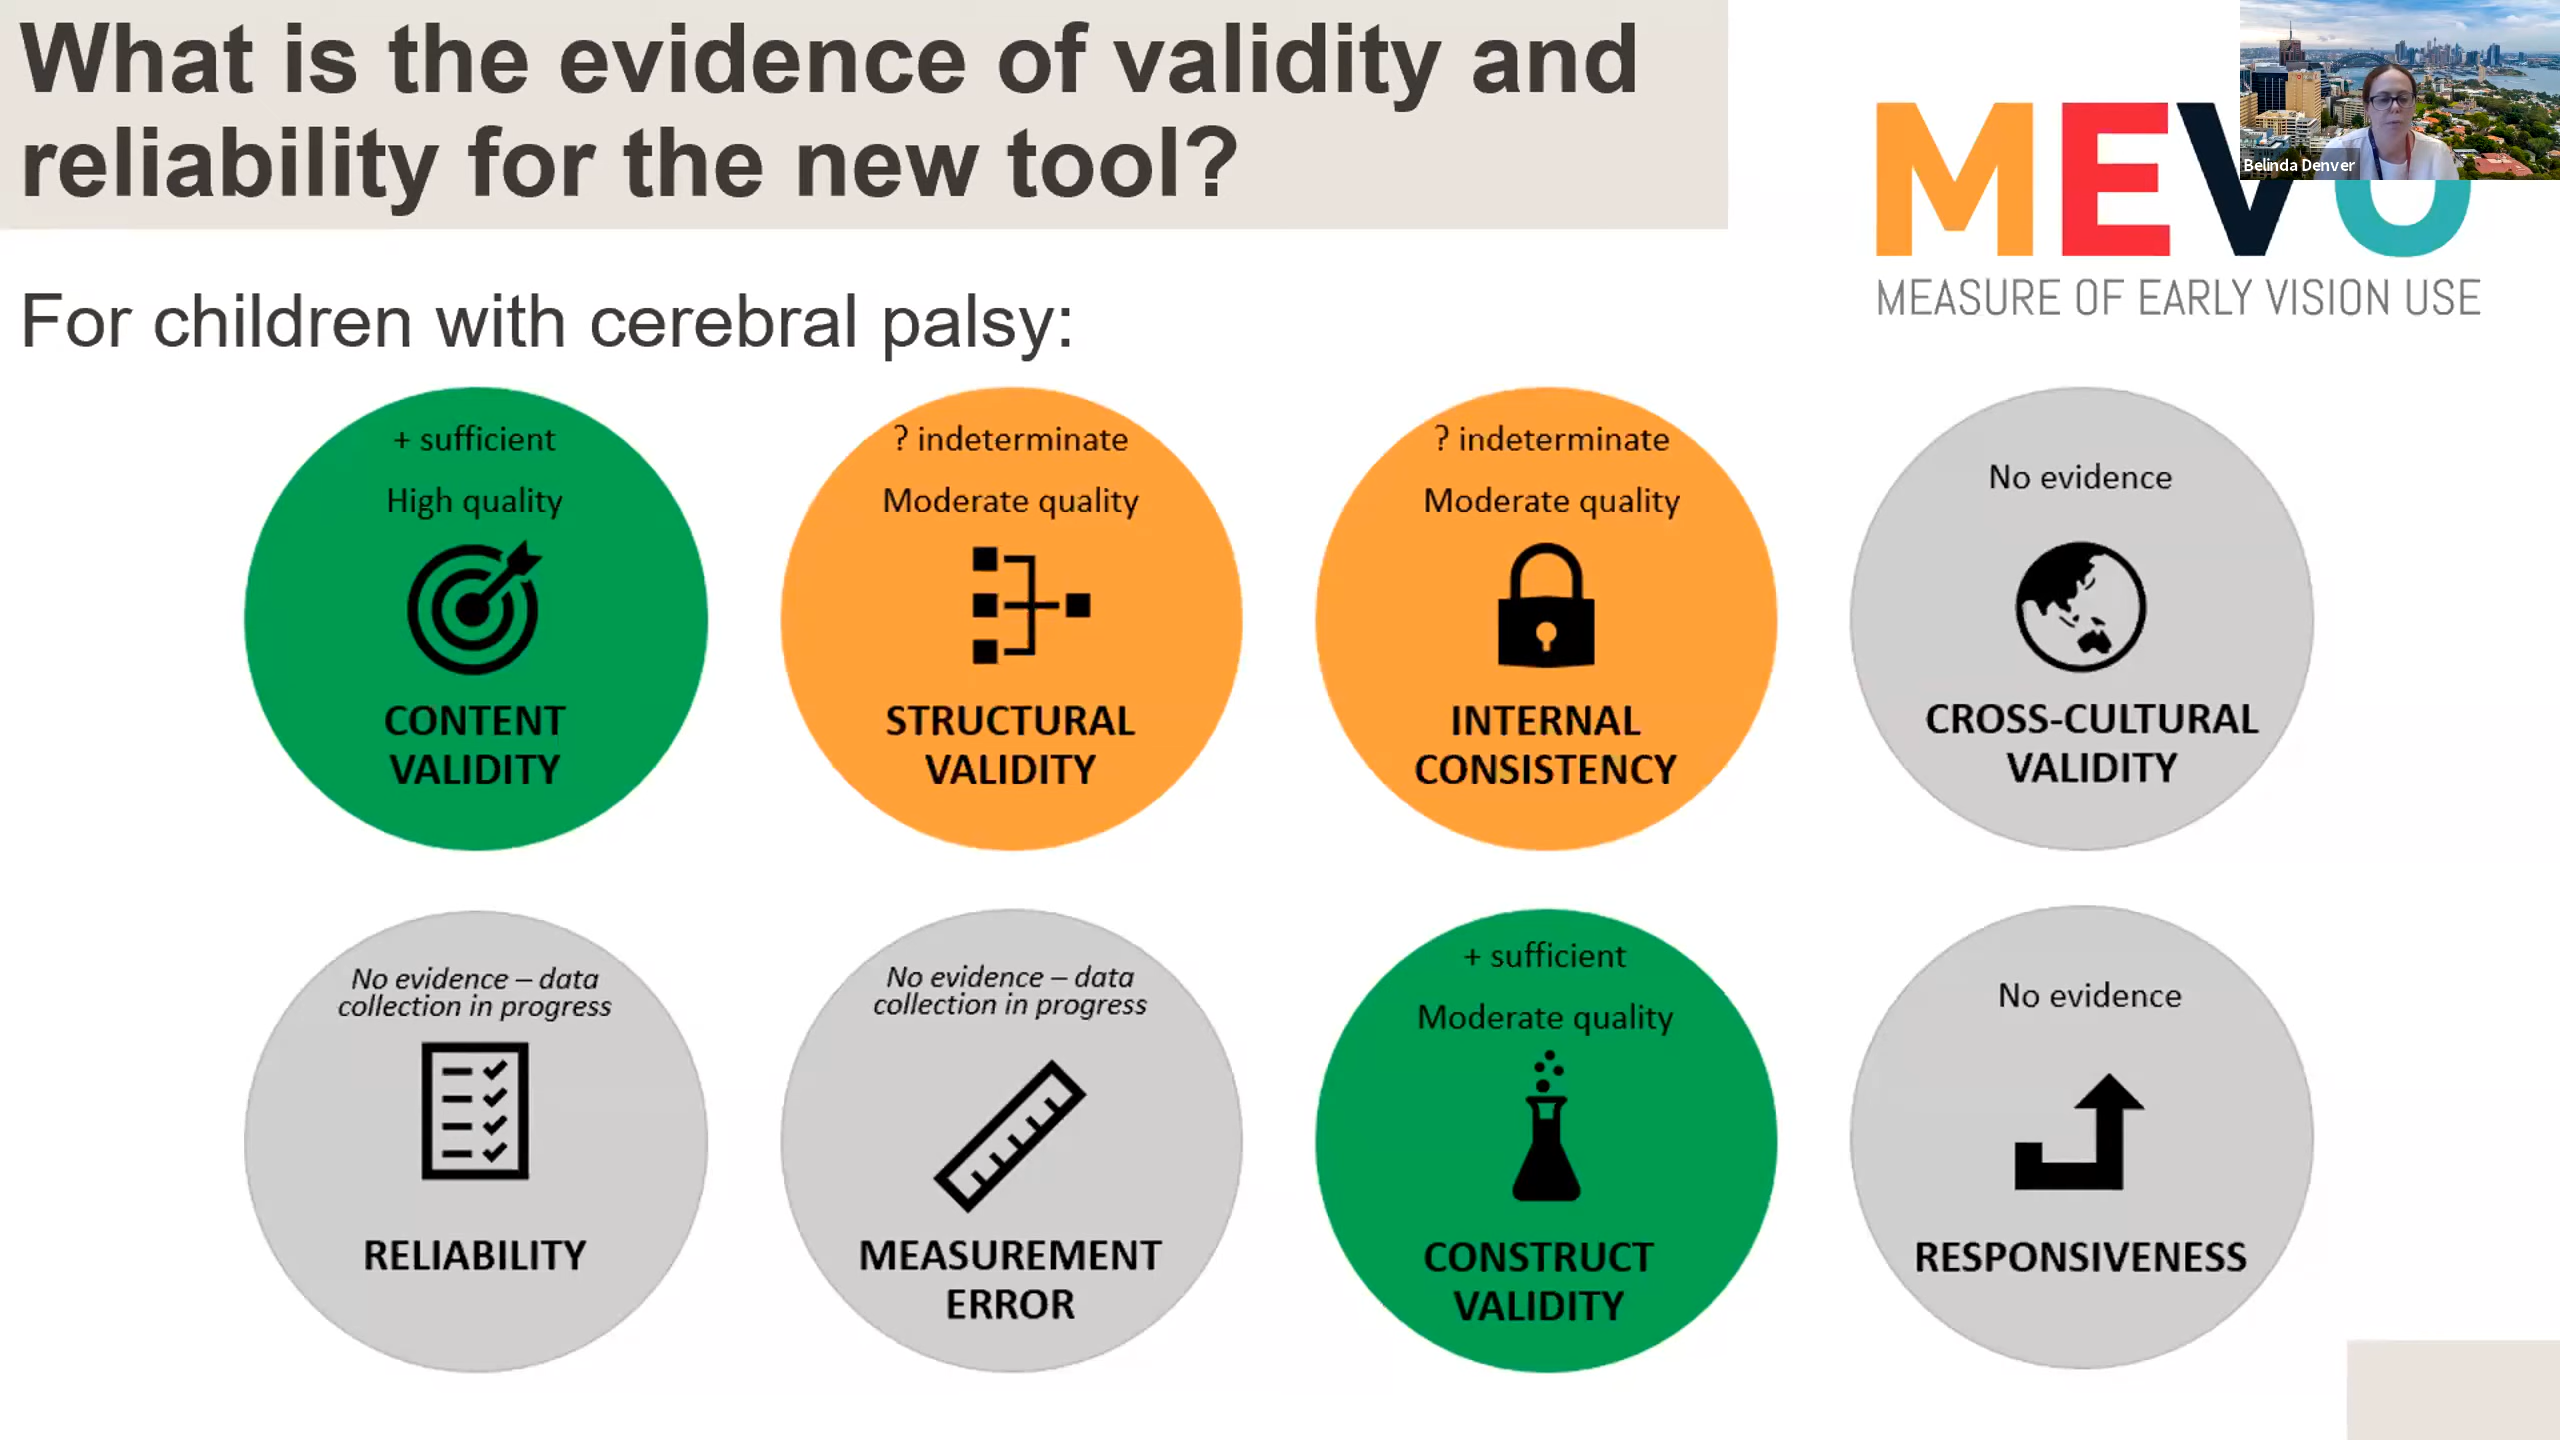 What is the evidence of validity and
reliability for the new tool?
Belinda Denver
MEVU
MEASURE OF EARLY VISION USE
For children with cerebral palsy:
+ sufficient
High quality
CONTENT
VALIDITY
? indeterminate
Moderate quality
STRUCTURAL
VALIDITY
? indeterminate
Moderate quality
INTERNAL
CONSISTENCY
No evidence
CROSS-CULTURAL
VALIDITY
No evidence – data
collection in progress
RELIABILITY
No evidence – data
collection in progress
MEASUREMENT
ERROR
+ sufficient
Moderate quality
CONSTRUCT
VALIDITY
No evidence
RESPONSIVENESS